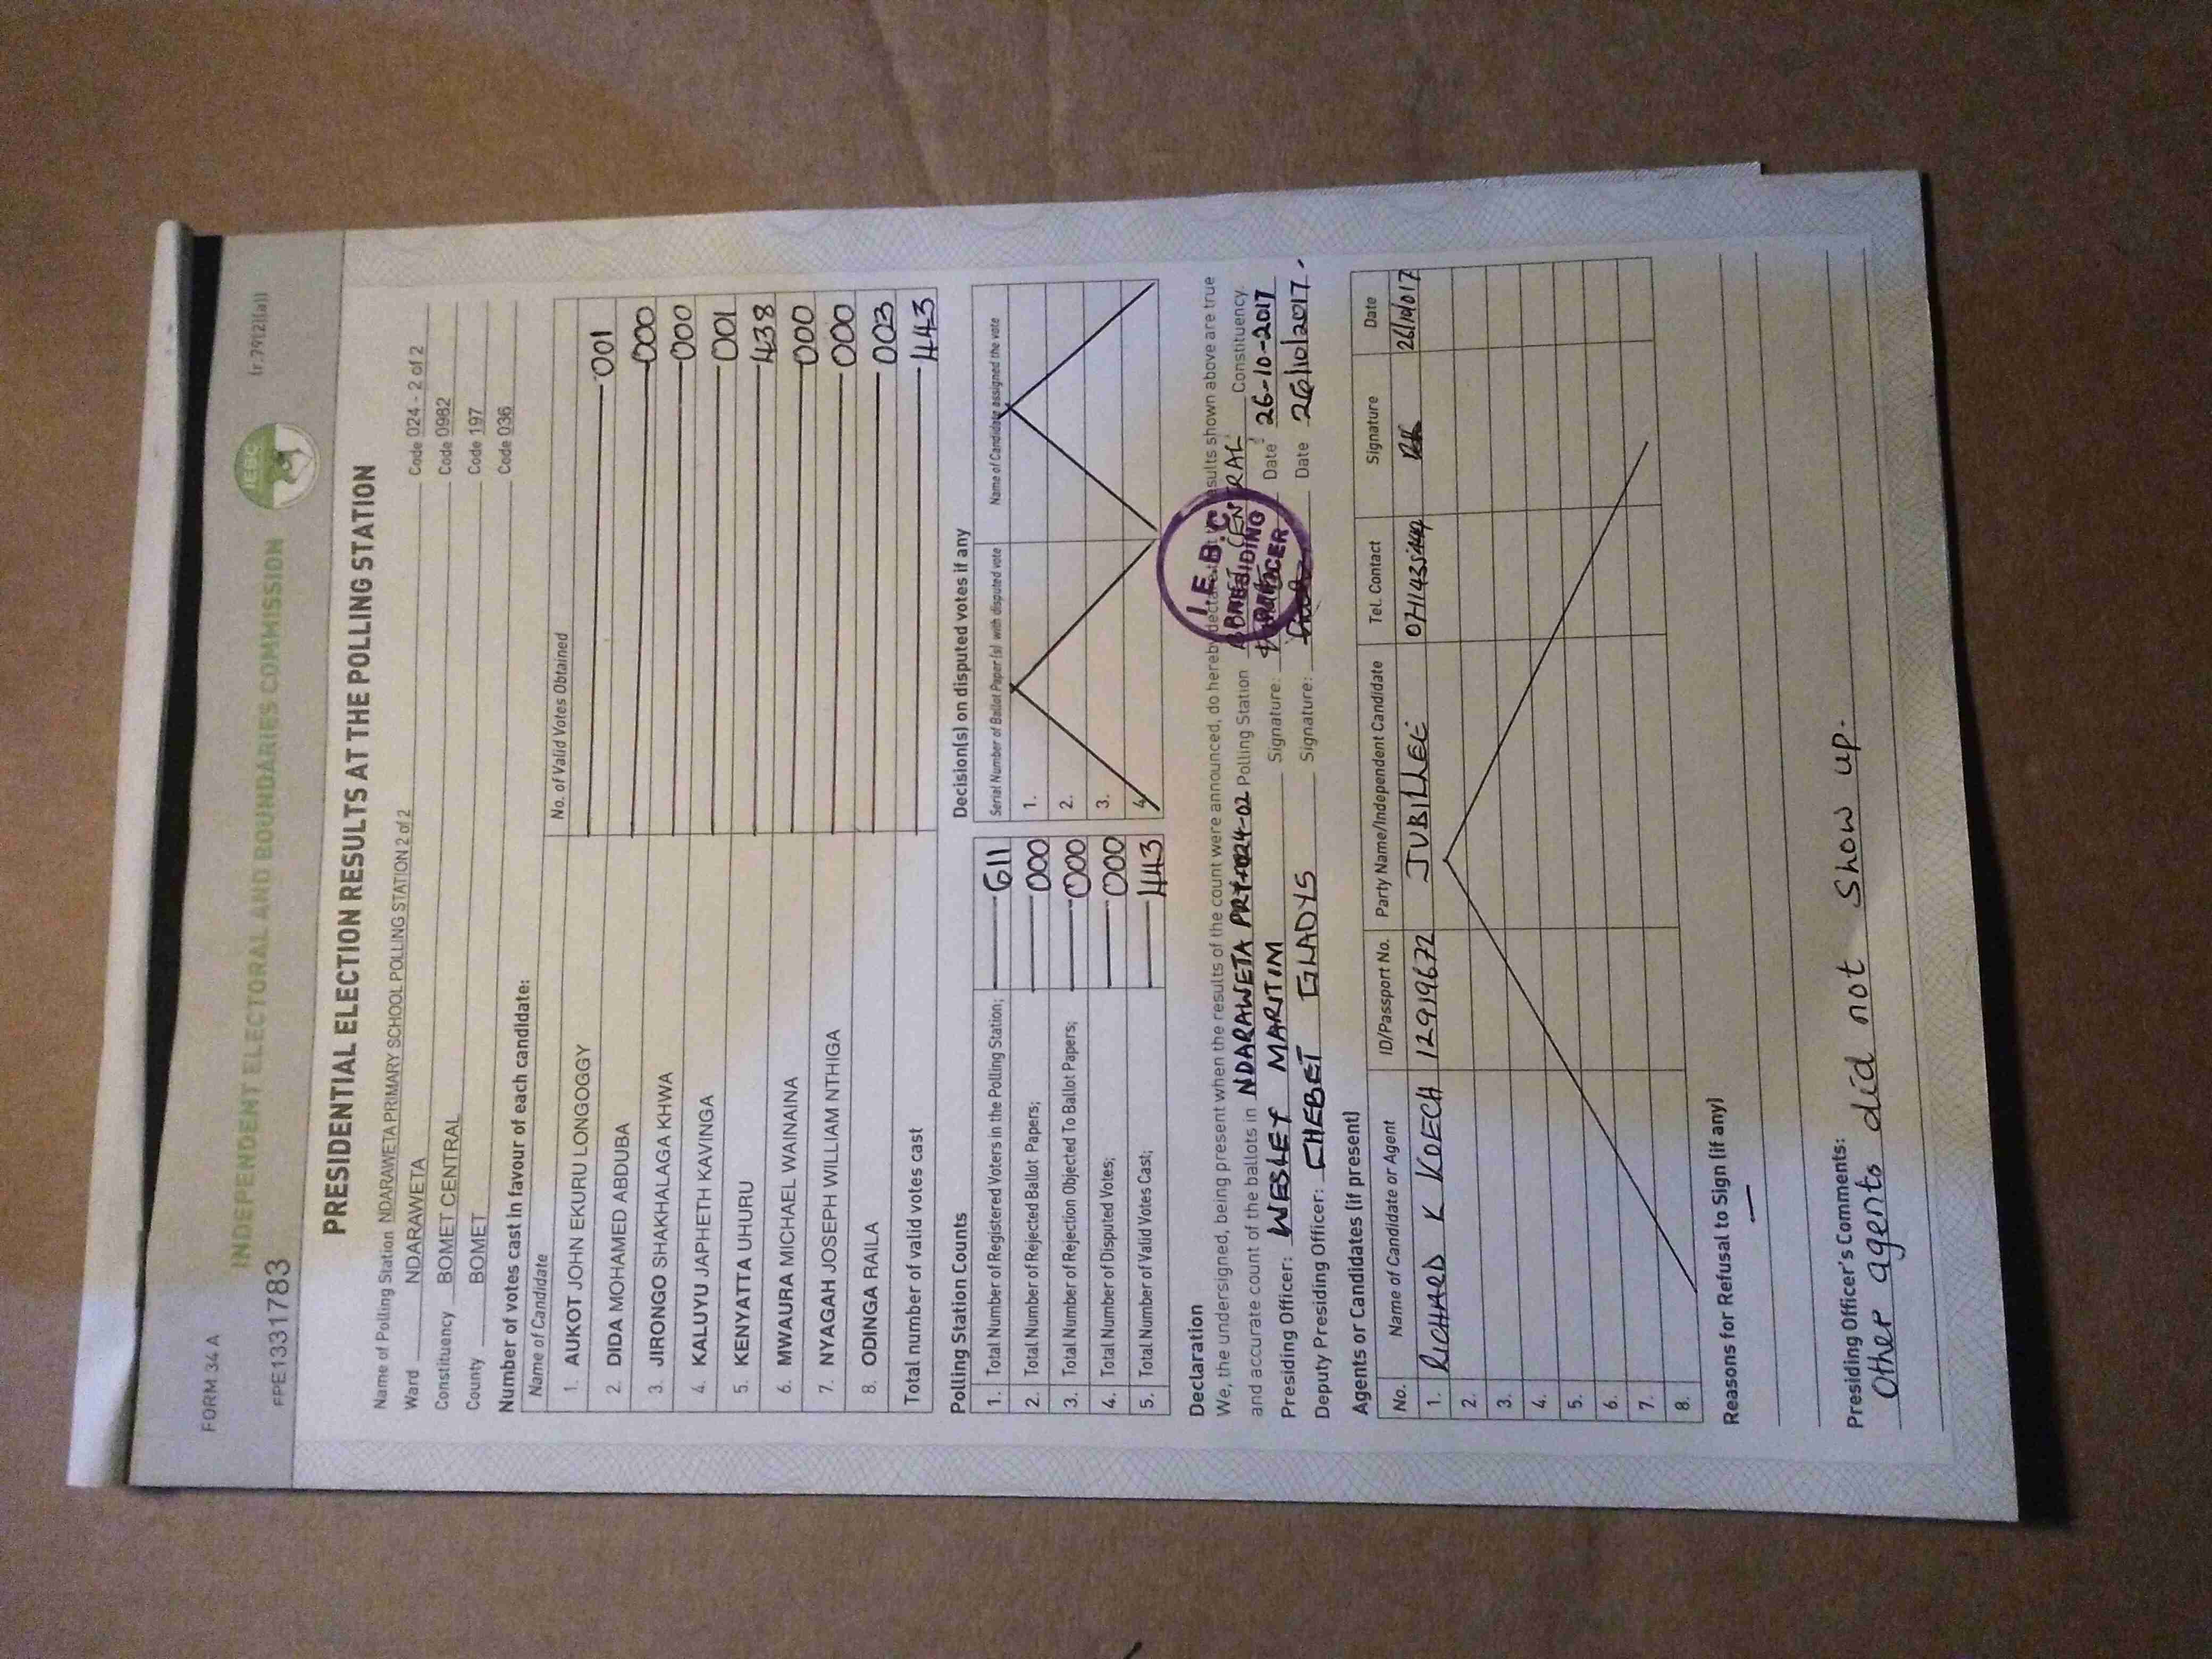 FORM 34 A
(r.79(2)(a))
INDEPENDENT ELECTORAL AND BOUNDARIES COMMISSION
IEBC
FPE1331783
PRESIDENTIAL ELECTION RESULTS AT THE POLLING STATION
Name of Polling Station NDARAWETA PRIMARY SCHOOL POLLING STATION 2 of 2 Code 024 - 2 of 2
Ward NDARAWETA Code 0982
Constituency BOMET CENTRAL Code 197
County BOMET Code 036
Number of votes cast in favour of each candidate:
Name of Candidate No. of Valid Votes Obtained
1. AUKOT JOHN EKURU LONGOGGY 001
2. DIDA MOHAMED ABDUBA 000
3. JIRONGO SHAKHALAGA KHWA 000
4. KALUYU JAPHETH KAVINGA 001
5. KENYATTA UHURU 438
6. MWAURA MICHAEL WAINAINA 000
7. NYAGAH JOSEPH WILLIAM NTHIGA 000
8. ODINGA RAILA 003
Total number of valid votes cast 443
Polling Station Counts
1. Total Number of Registered Voters in the Polling Station; 611
2. Total Number of Rejected Ballot Papers; 000
3. Total Number of Rejection Objected To Ballot Papers; 000
4. Total Number of Disputed Votes; 000
5. Total Number of Valid Votes Cast; 443
Decision(s) on disputed votes if any
Serial Number of Ballot Paper(s) with disputed vote Name of Candidate assigned the vote
1.
2.
3.
4.
Declaration
We, the undersigned, being present when the results of the count were announced, do hereby declare that the results shown above are true
and accurate count of the ballots in NDARAWETA PRY-024-02 Polling Station BOMET CENTRAL Constituency.
Presiding Officer: WESLEY MARITIM Signature: Date 26-10-2017
Deputy Presiding Officer: CHEBET GLADYS Signature: Date 26/10/2017.
I.E.B.C.
PRESIDING
OFFICER
Agents or Candidates (if present)
No. Name of Candidate or Agent ID/Passport No. Party Name/Independent Candidate Tel. Contact Signature Date
1. RICHARD K KOECH 12919672 JUBILLEE RK
2.
3.
4.
5.
6.
7.
8.
Reasons for Refusal to Sign (if any)
Presiding Officer's Comments:
Other agents did not show up.